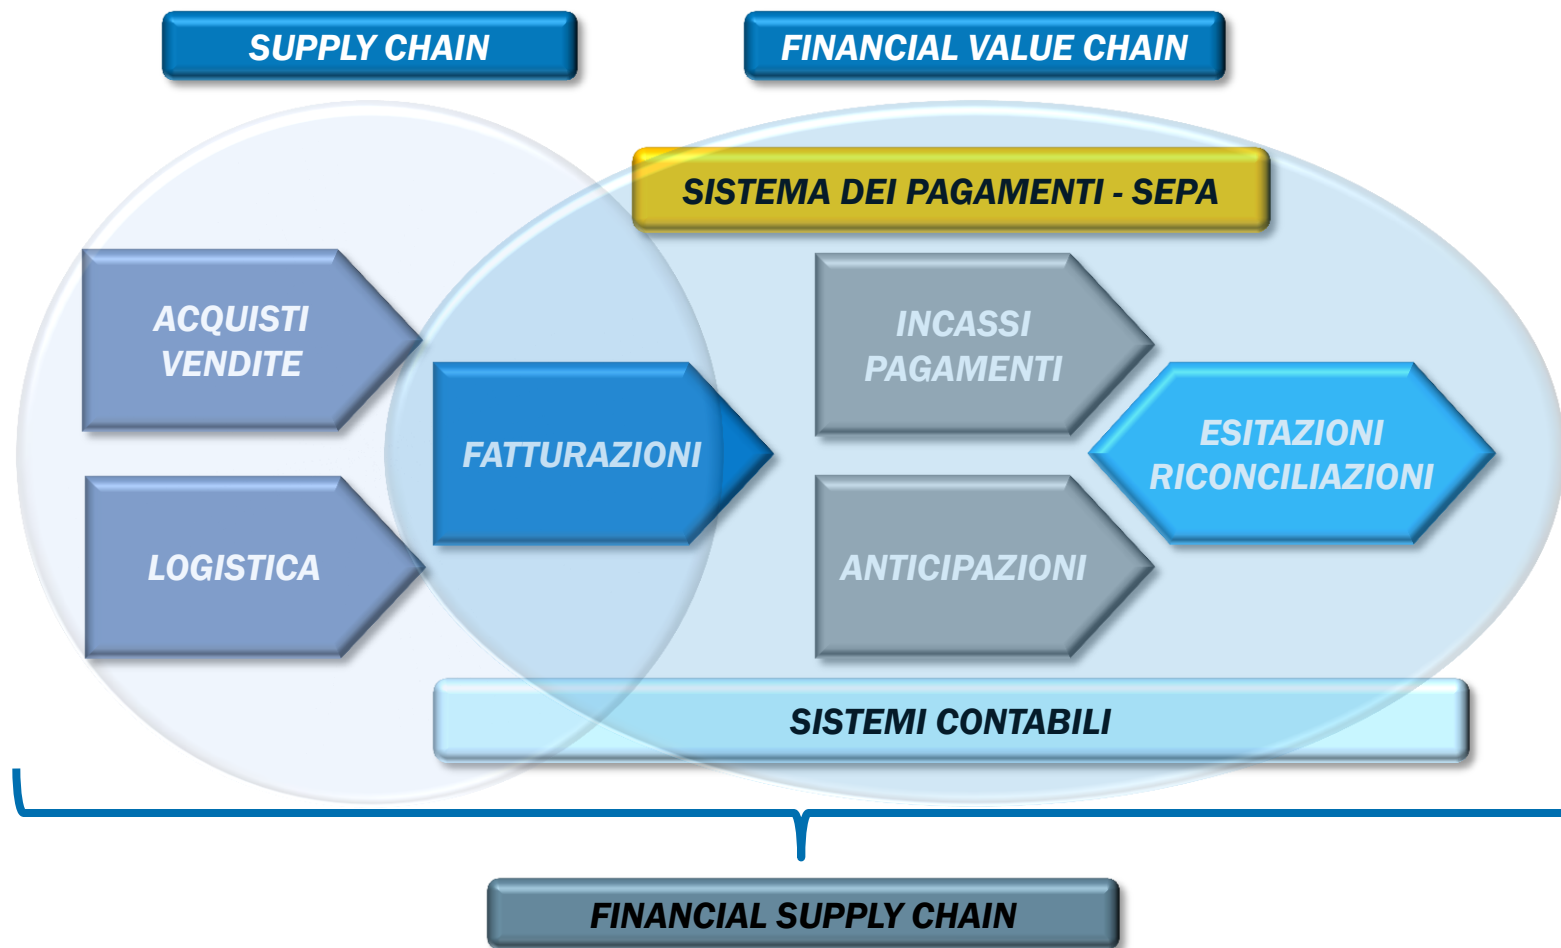 SUPPLY CHAIN
FINANCIAL VALUE CHAIN
SISTEMA DEI PAGAMENTI - SEPA
ACQUISTI
VENDITE
LOGISTICA
FATTURAZIONI
INCASSI
PAGAMENTI
ANTICIPAZIONI
ESITAZIONI
RICONCILIAZIONI
SISTEMI CONTABILI
FINANCIAL SUPPLY CHAIN